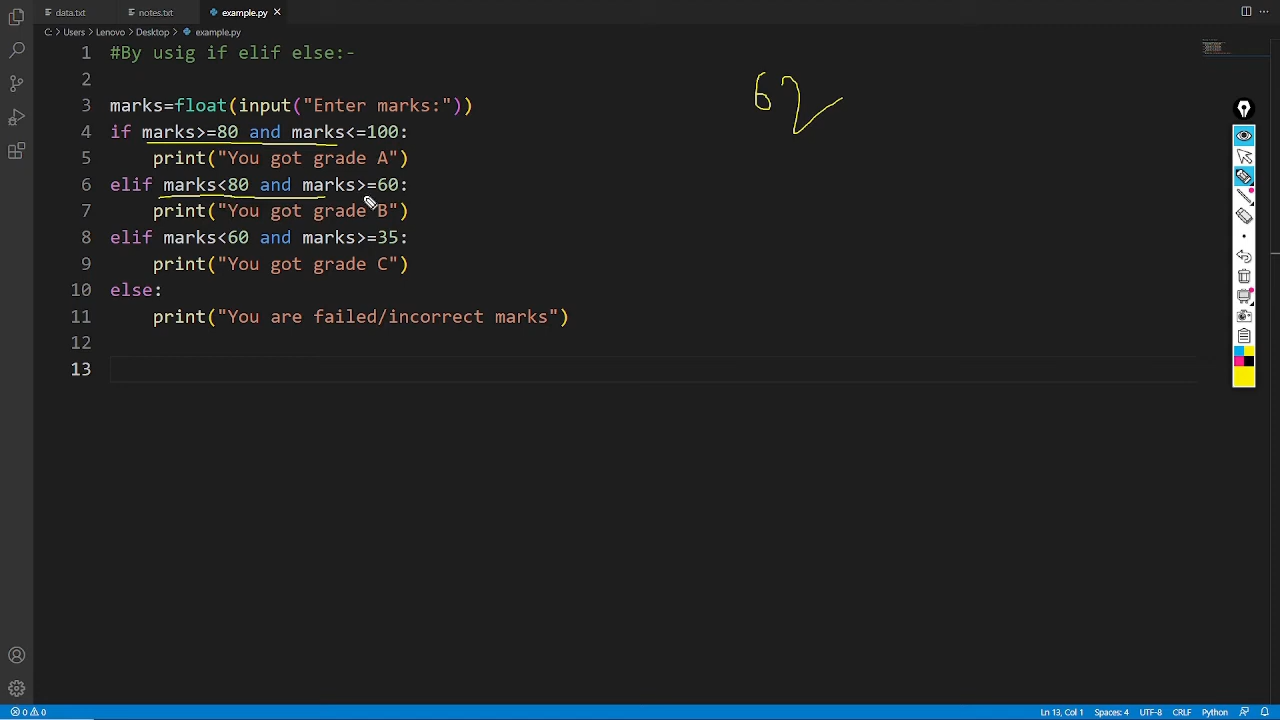 data.txt notes.txt example.py
C: > Users > Lenovo > Desktop > example.py
1 #By usig if elif else:-
2
3 marks=float(input("Enter marks:"))
4 if marks>=80 and marks<=100:
5 print("You got grade A")
6 elif marks<80 and marks>=60:
7 print("You got grade B")
8 elif marks<60 and marks>=35:
9 print("You got grade C")
10 else:
11 print("You are failed/incorrect marks")
12
13
62
0 0 Ln 13, Col 1 Spaces: 4 UTF-8 CRLF Python